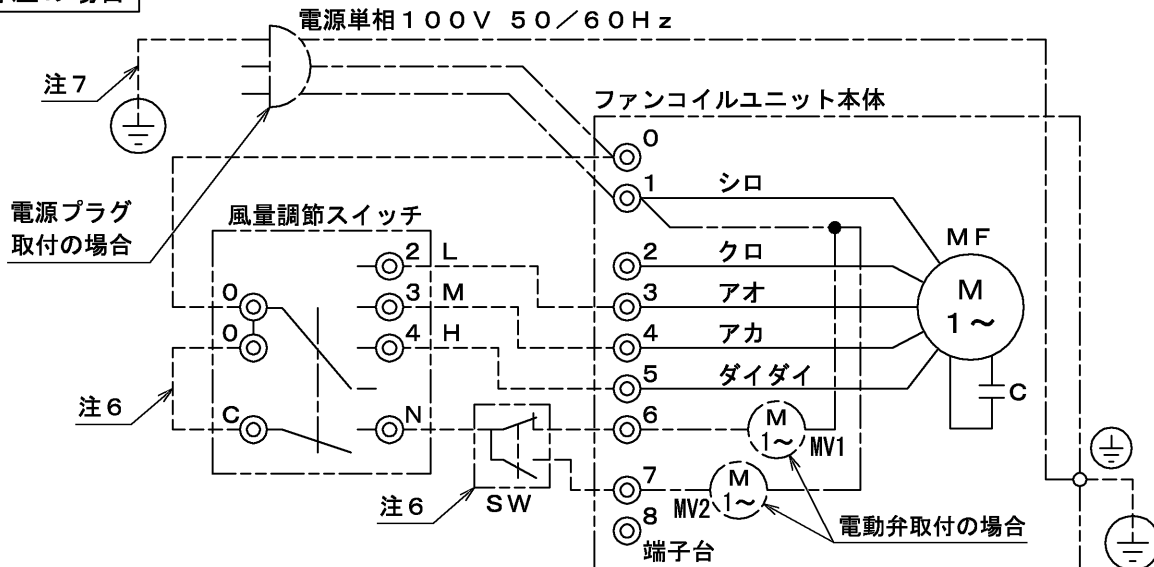 の場合
電源単相100V 50/60Hz
注7
ファンコイルユニット本体
電源プラグ
取付の場合
風量調節スイッチ
0
0
C
2 L
3 M
4 H
N
注6
注6
SW
0
1
2
3
4
5
6
7
8
端子台
シロ
クロ
アオ
アカ
ダイダイ
MF
M
1~
C
M
1~
MV1
M
1~
MV2
電動弁取付の場合